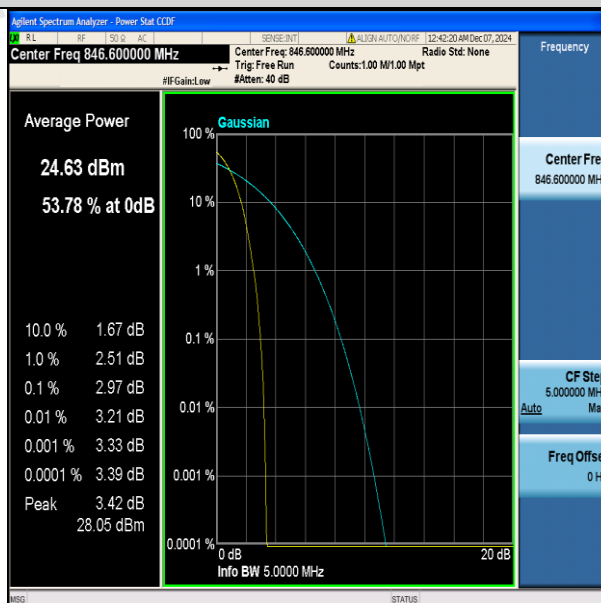 Agilent Spectrum Analyzer - Power Stat CCDF
RL RF 50 Ω AC SENSE:INT ALIGN AUTO/NORF 12:42:20 AM Dec 07, 2024
Center Freq 846.600000 MHz
Center Freq: 846.600000 MHz Radio Std: None
Trig: Free Run Counts:1.00 M/1.00 Mpt
#IFGain:Low #Atten: 40 dB
Frequency
Average Power
24.63 dBm
53.78 % at 0dB
10.0 % 1.67 dB
1.0 % 2.51 dB
0.1 % 2.97 dB
0.01 % 3.21 dB
0.001 % 3.33 dB
0.0001 % 3.39 dB
Peak 3.42 dB
28.05 dBm
Gaussian
100 %
10 %
1 %
0.1 %
0.01 %
0.001 %
0.0001 %
0 dB 20 dB
Info BW 5.0000 MHz
Center Fre
846.600000 MH
CF Ste
5.000000 MH
Auto Ma
Freq Offse
0 H
MSG STATUS